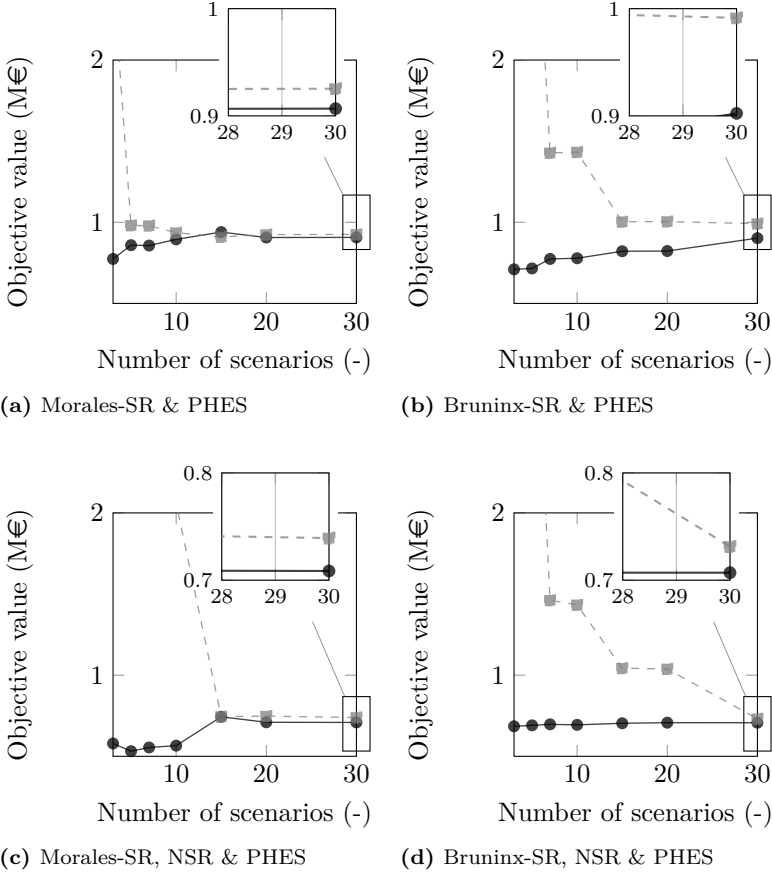 1
0.9
28 29 30
2
1
10 20 30
Objective value (M€)
Number of scenarios (-)
(a) Morales-SR & PHES
1
0.9
28 29 30
2
1
10 20 30
Objective value (M€)
Number of scenarios (-)
(b) Bruninx-SR & PHES
0.8
0.7
28 29 30
2
1
10 20 30
Objective value (M€)
Number of scenarios (-)
(c) Morales-SR, NSR & PHES
0.8
0.7
28 29 30
2
1
10 20 30
Objective value (M€)
Number of scenarios (-)
(d) Bruninx-SR, NSR & PHES